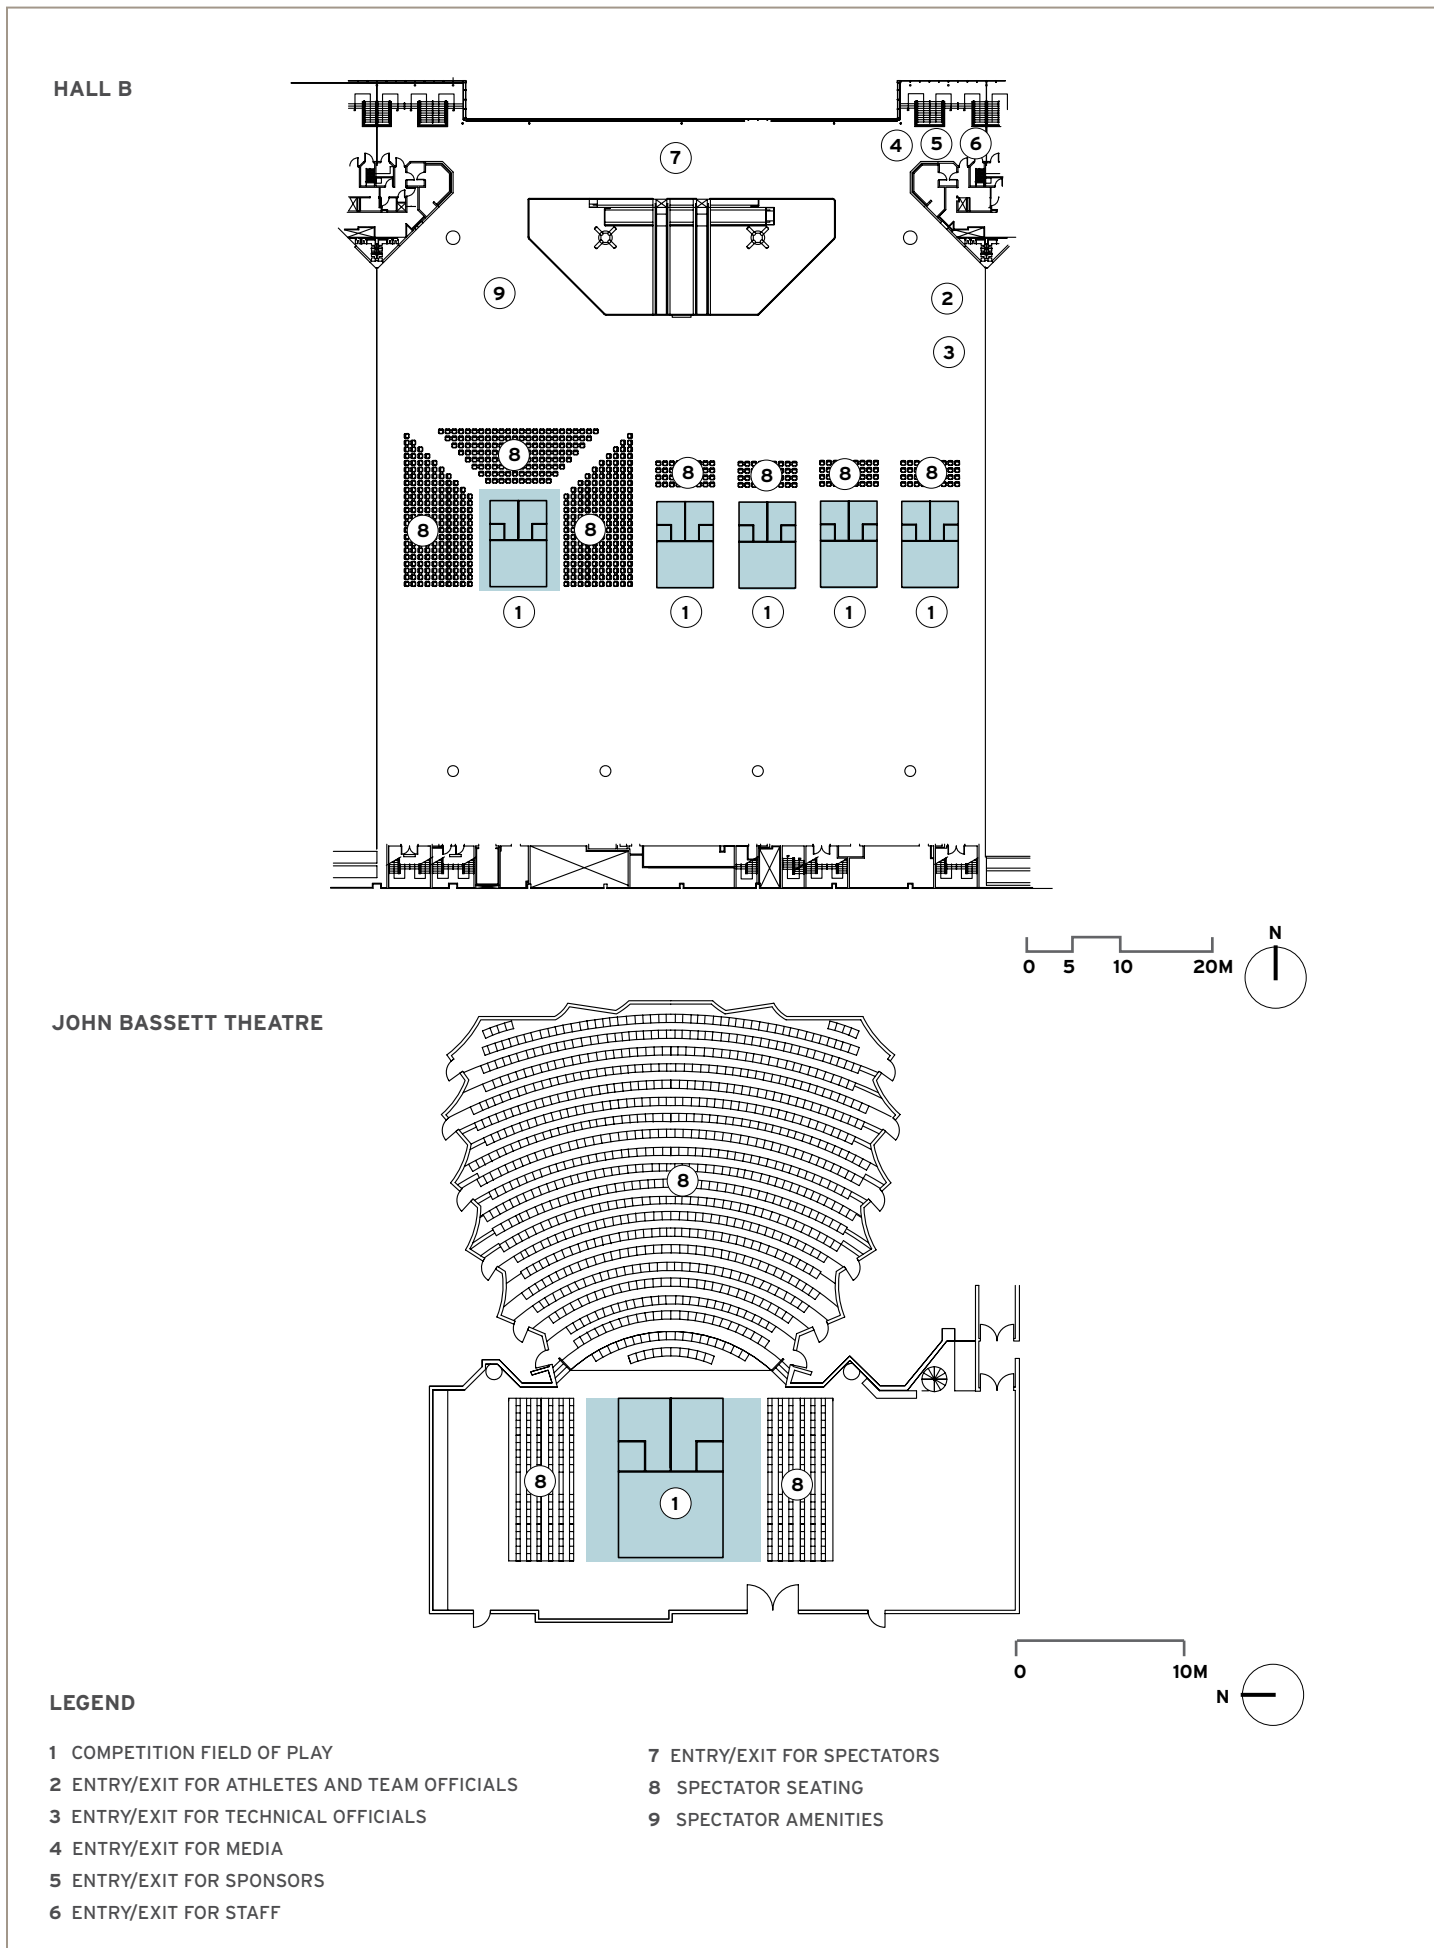 HALL B
4 5 6
7
9
2
3
8
8 8 8 8
8 8
1 1 1 1 1
N
0 5 10 20M
JOHN BASSETT THEATRE
8
8 8
1
0 10M
N
LEGEND
1 COMPETITION FIELD OF PLAY
2 ENTRY/EXIT FOR ATHLETES AND TEAM OFFICIALS
3 ENTRY/EXIT FOR TECHNICAL OFFICIALS
4 ENTRY/EXIT FOR MEDIA
5 ENTRY/EXIT FOR SPONSORS
6 ENTRY/EXIT FOR STAFF
7 ENTRY/EXIT FOR SPECTATORS
8 SPECTATOR SEATING
9 SPECTATOR AMENITIES